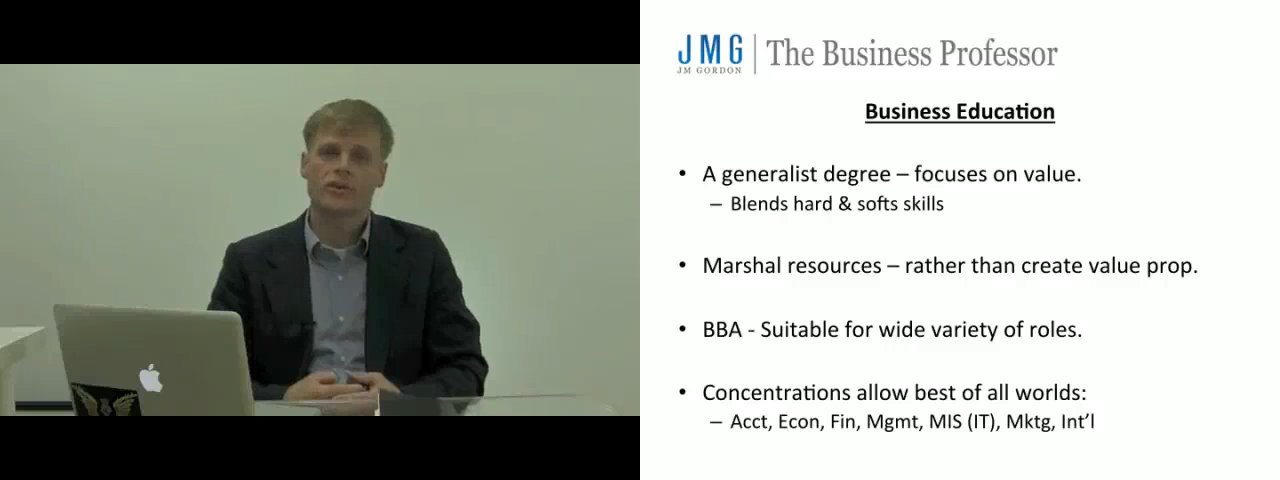 JMG | The Business Professor
JM GORDON
Business Education
• A generalist degree – focuses on value.
– Blends hard & softs skills
• Marshal resources – rather than create value prop.
• BBA - Suitable for wide variety of roles.
• Concentrations allow best of all worlds:
– Acct, Econ, Fin, Mgmt, MIS (IT), Mktg, Int'l